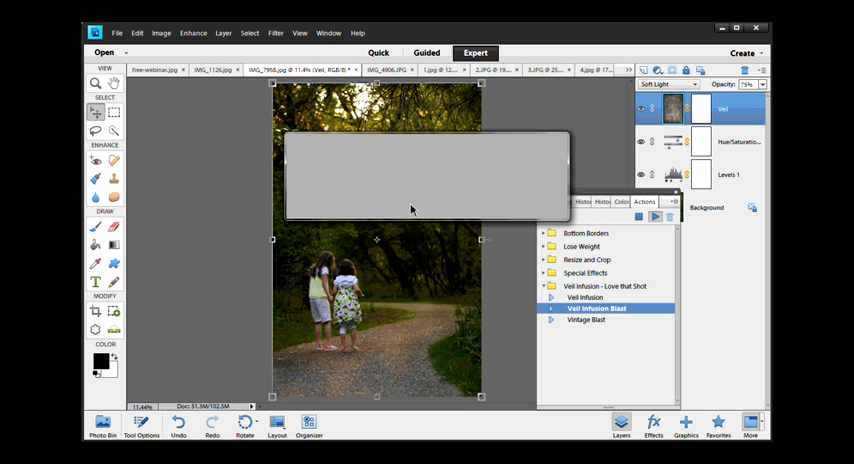 File Edit Image Enhance Layer Select Filter View Window Help
Open Quick Guided Expert Create
free-webinar.jpg × IMG_1126.jpg × IMG_7958.jpg @ 11.4% (Veil, RGB/8) * × IMG_4906.JPG × 1.jpg @ 12.... × 2.JPG @ 19.... × 3.JPG @ 25.... × 4.jpg @ 17.... »
VIEW
SELECT
ENHANCE
DRAW
MODIFY
COLOR
Soft Light Opacity: 75%
Veil
Hue/Saturatio...
Levels 1
Background
Histor Histor Color Actions
Bottom Borders
Lose Weight
Resize and Crop
Special Effects
Veil Infusion - Love that Shot
Veil Infusion
Veil Infusion Blast
Vintage Blast
11.44% Doc: 51.3M/102.5M
Photo Bin Tool Options Undo Redo Rotate Layout Organizer Layers Effects Graphics Favorites More